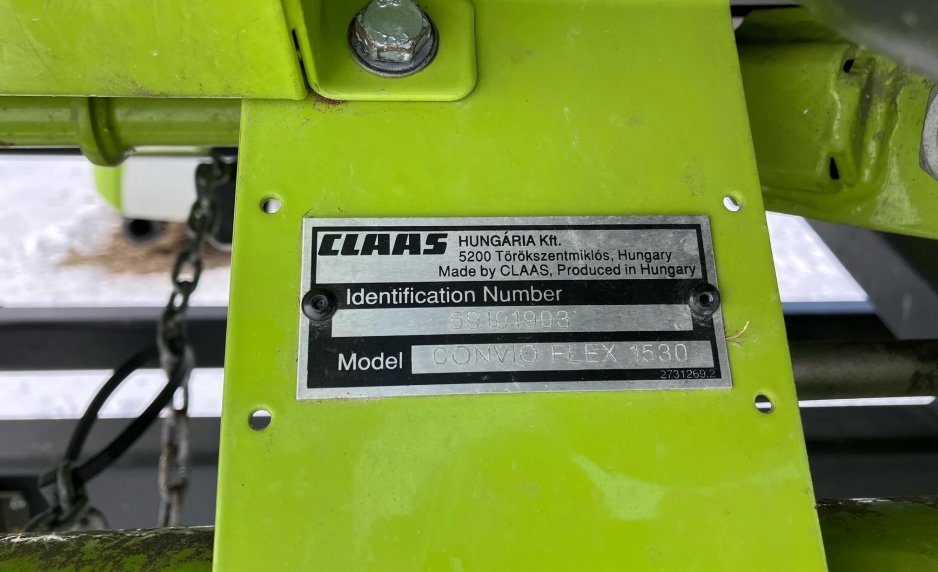 CLAAS HUNGÁRIA Kft.
5200 Törökszentmiklós, Hungary
Made by CLAAS, Produced in Hungary
Identification Number
69101903
Model CONVIO FLEX 1530
2731269.2